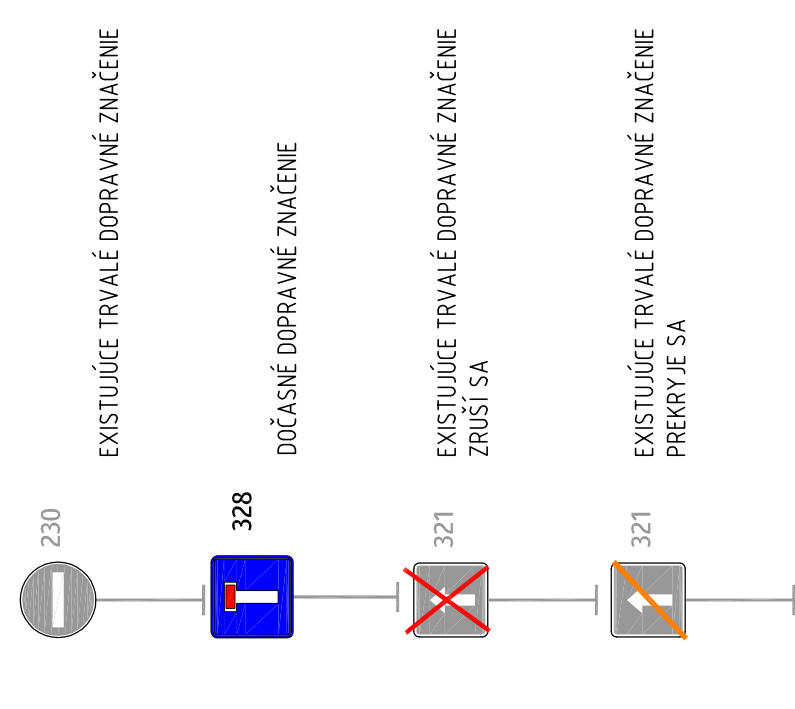 230
EXISTUJÚCE TRVALÉ DOPRAVNÉ ZNAČENIE
328
DOČASNÉ DOPRAVNÉ ZNAČENIE
321
EXISTUJÚCE TRVALÉ DOPRAVNÉ ZNAČENIE
ZRUŠÍ SA
321
EXISTUJÚCE TRVALÉ DOPRAVNÉ ZNAČENIE
PREKRYJE SA